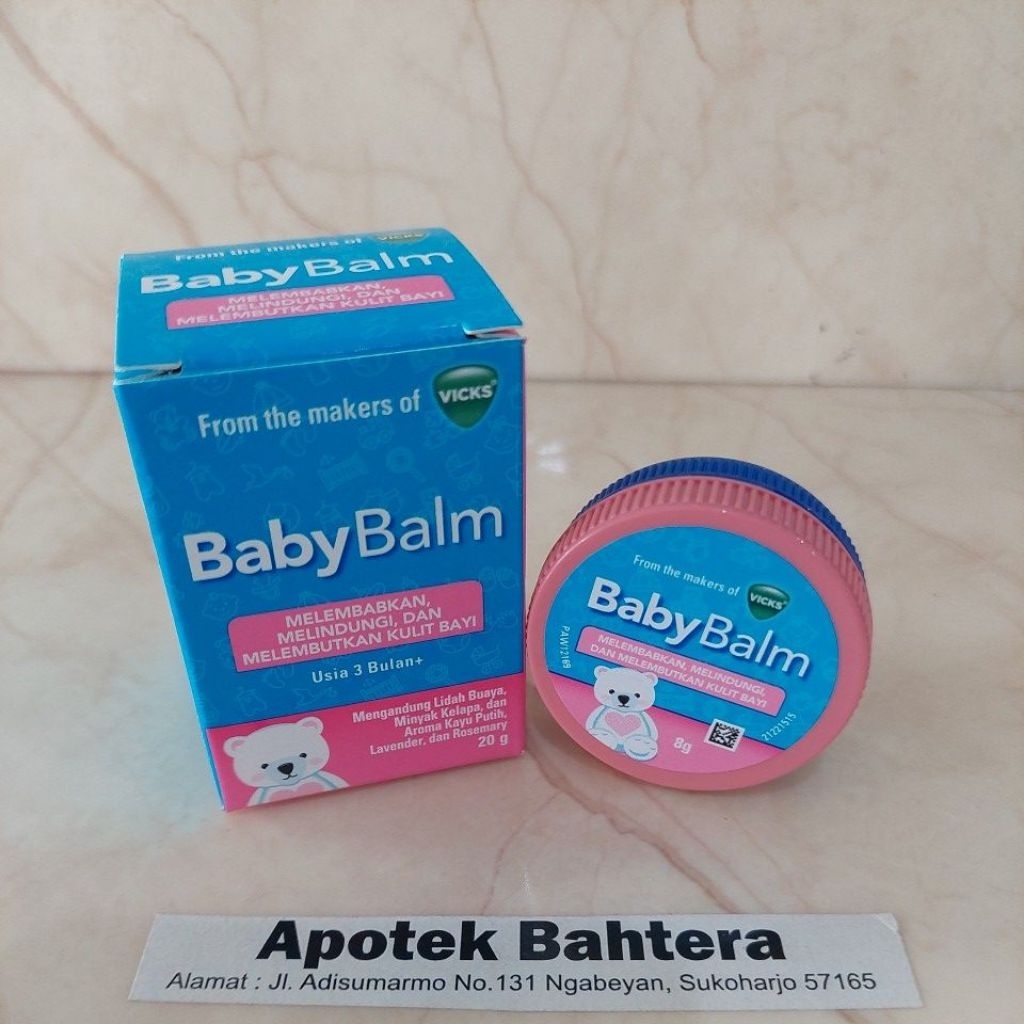 From the makers of VICKS
BabyBalm
MELEMBABKAN,
MELINDUNGI, DAN
MELEMBUTKAN KULIT BAYI
From the makers of VICKS
BabyBalm
MELEMBABKAN,
MELINDUNGI, DAN
MELEMBUTKAN KULIT BAYI
Usia 3 Bulan+
Mengandung Lidah Buaya,
Minyak Kelapa, dan
Aroma Kayu Putih,
Lavender, dan Rosemary
20 g
From the makers of VICKS
BabyBalm
MELEMBABKAN, MELINDUNGI,
DAN MELEMBUTKAN KULIT BAYI
PAW12169
8g
21221515
Apotek Bahtera
Alamat : Jl. Adisumarmo No.131 Ngabeyan, Sukoharjo 57165